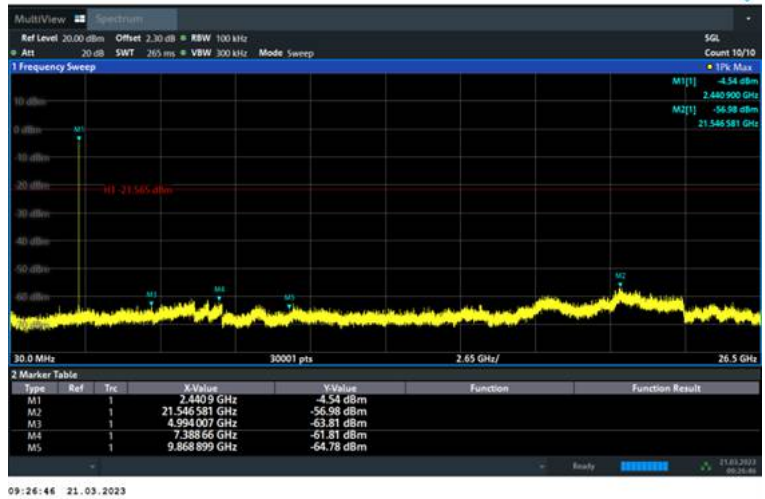 MultiView Spectrum
Ref Level 20.00 dBm Offset 2.30 dB RBW 100 kHz SGL
Att 20 dB SWT 265 ms VBW 300 kHz Mode Sweep Count 10/10
1 Frequency Sweep 1Pk Max
M1[1] -4.54 dBm
2.440 900 GHz
M2[1] -56.98 dBm
21.546 581 GHz
10 dBm
0 dBm
M1
-10 dBm
-20 dBm
H1 -21.565 dBm
-30 dBm
-40 dBm
-50 dBm
M2
M3
M4
M5
-60 dBm
30.0 MHz 30001 pts 2.65 GHz/ 26.5 GHz
2 Marker Table
Type Ref Trc X-Value Y-Value Function Function Result
M1 1 2.440 9 GHz -4.54 dBm
M2 1 21.546 581 GHz -56.98 dBm
M3 1 4.994 007 GHz -63.81 dBm
M4 1 7.388 66 GHz -61.81 dBm
M5 1 9.868 899 GHz -64.78 dBm
Ready
21.03.2023
09:26:46
09:26:46 21.03.2023